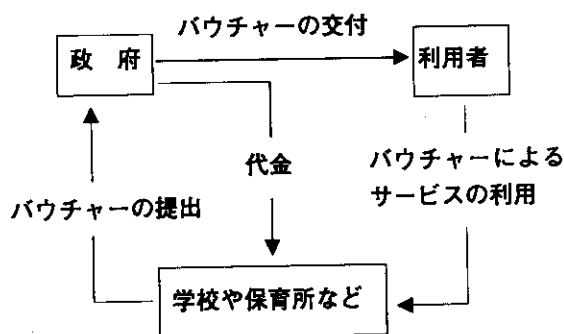 バウチャーの交付
政　府
利用者
代金
バウチャーによる
サービスの利用
バウチャーの提出
学校や保育所など